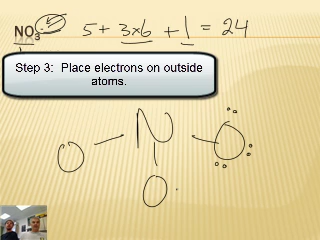 NO₃⁻ 5 + 3x6 + 1 = 24
Step 3: Place electrons on outside
atoms.
N
O O
O